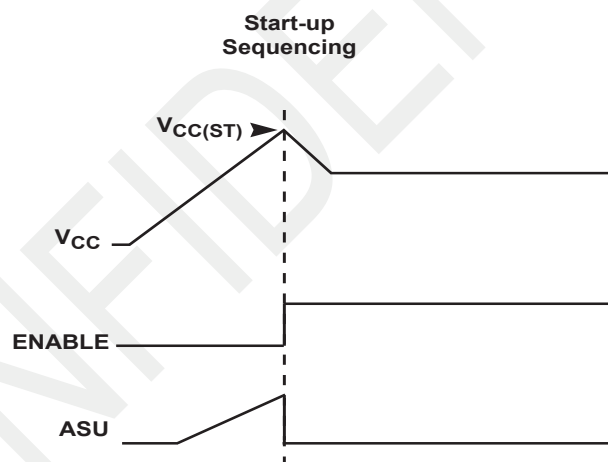 Start-up
Sequencing
VCC(ST)
VCC
ENABLE
ASU